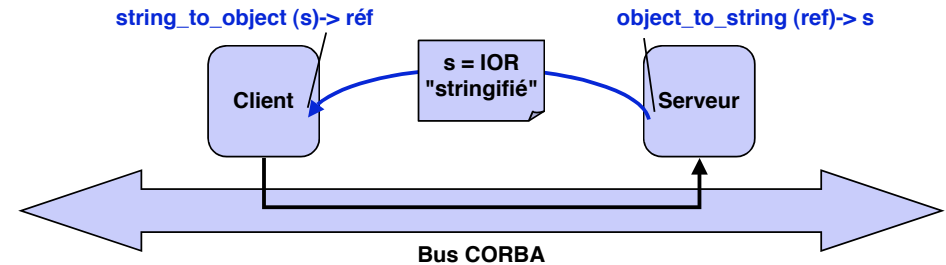 string_to_object (s)-> réf
object_to_string (ref)-> s
s = IOR
"stringifié"
Client
Serveur
Bus CORBA